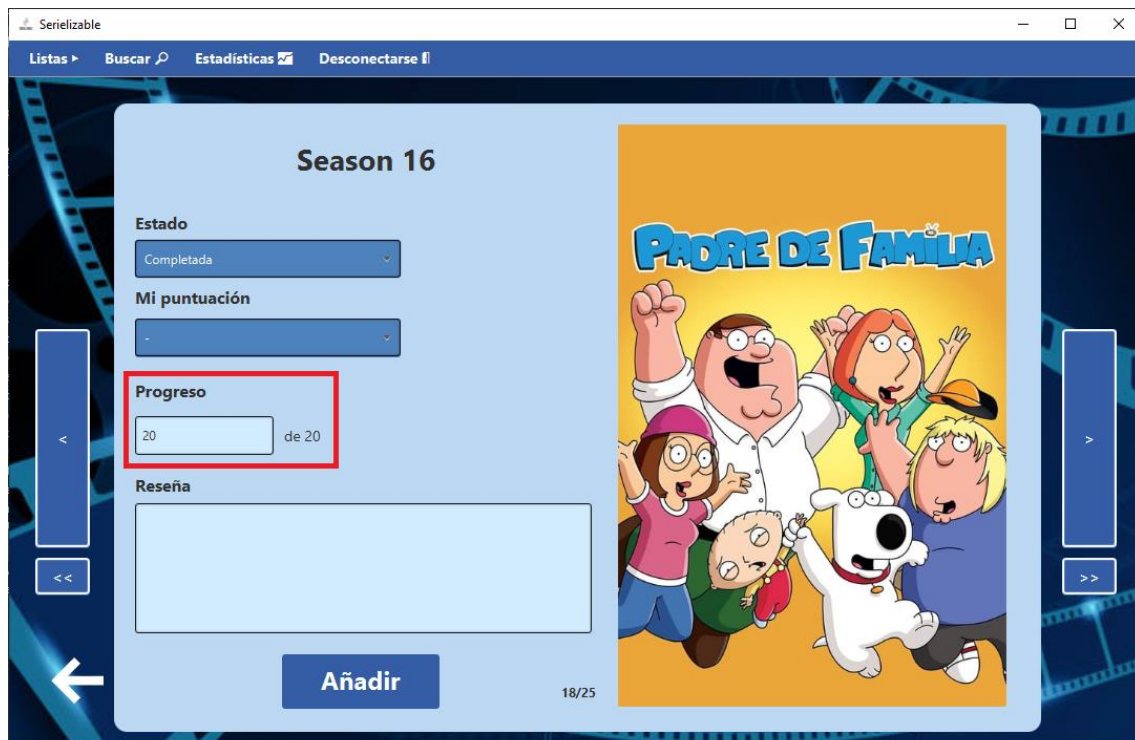 Serielizable
Listas ▸ Buscar Estadísticas Desconectarse
Season 16
Estado
Completada
Mi puntuación
-
Progreso
20 de 20
Reseña
Añadir
18/25
PADRE DE FAMILIA
<
<<
>
>>